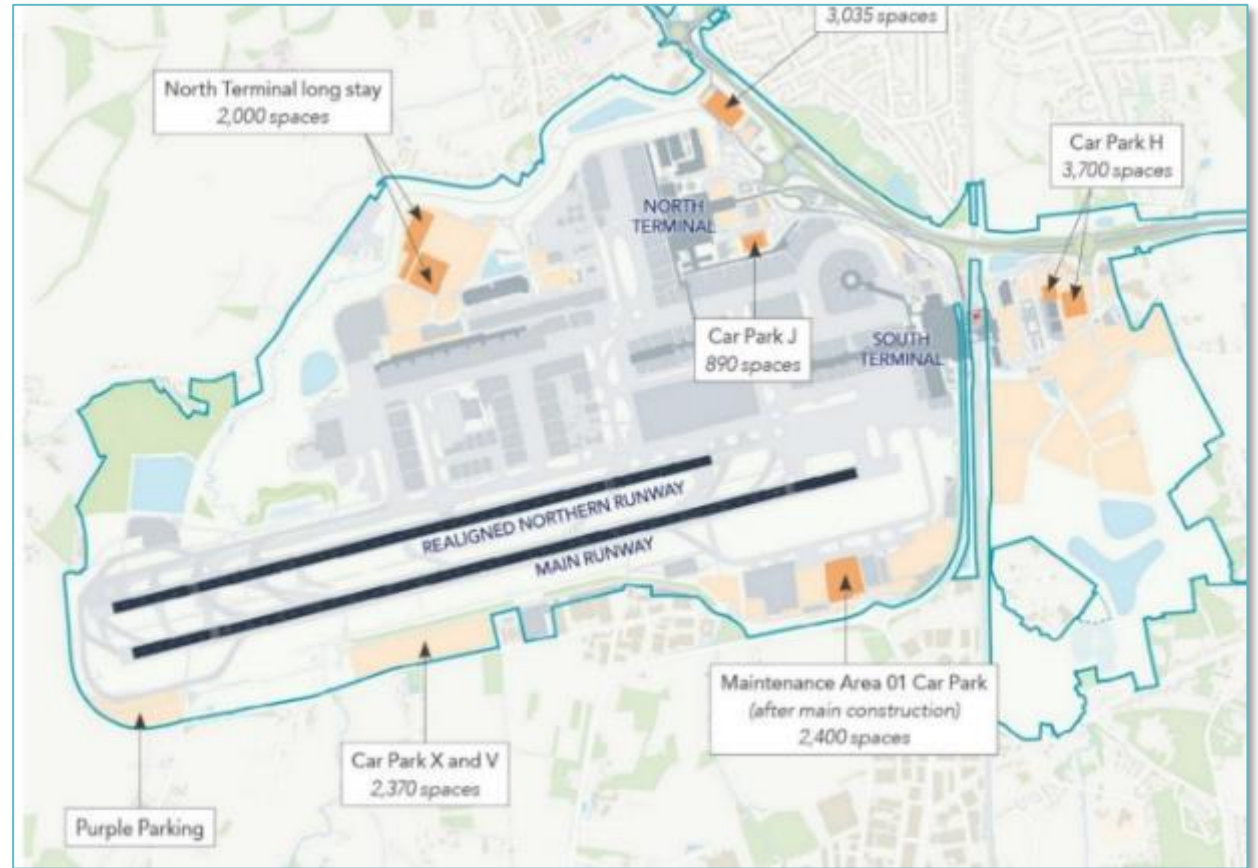 3,035 spaces
North Terminal long stay
2,000 spaces
Car Park H
3,700 spaces
NORTH
TERMINAL
Car Park J
890 spaces
SOUTH
TERMINAL
REALIGNED NORTHERN RUNWAY
MAIN RUNWAY
Maintenance Area 01 Car Park
(after main construction)
2,400 spaces
Car Park X and V
2,370 spaces
Purple Parking